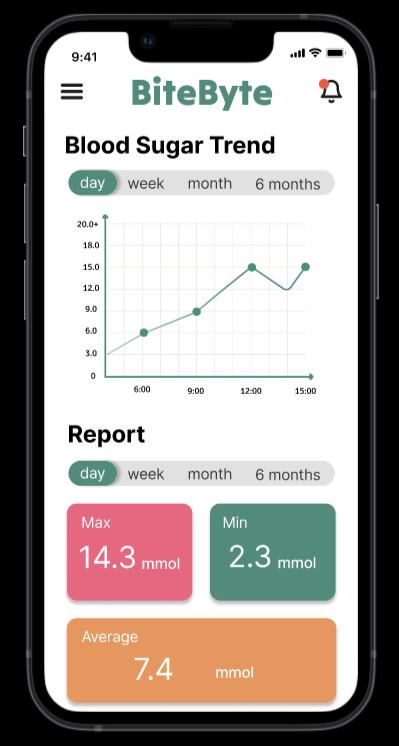 9:41
BiteByte
Blood Sugar Trend
day week month 6 months
20.0+
18.0
15.0
12.0
9.0
6.0
3.0
0
6:00 9:00 12:00 15:00
Report
day week month 6 months
Max Min
14.3 mmol 2.3 mmol
Average
7.4 mmol